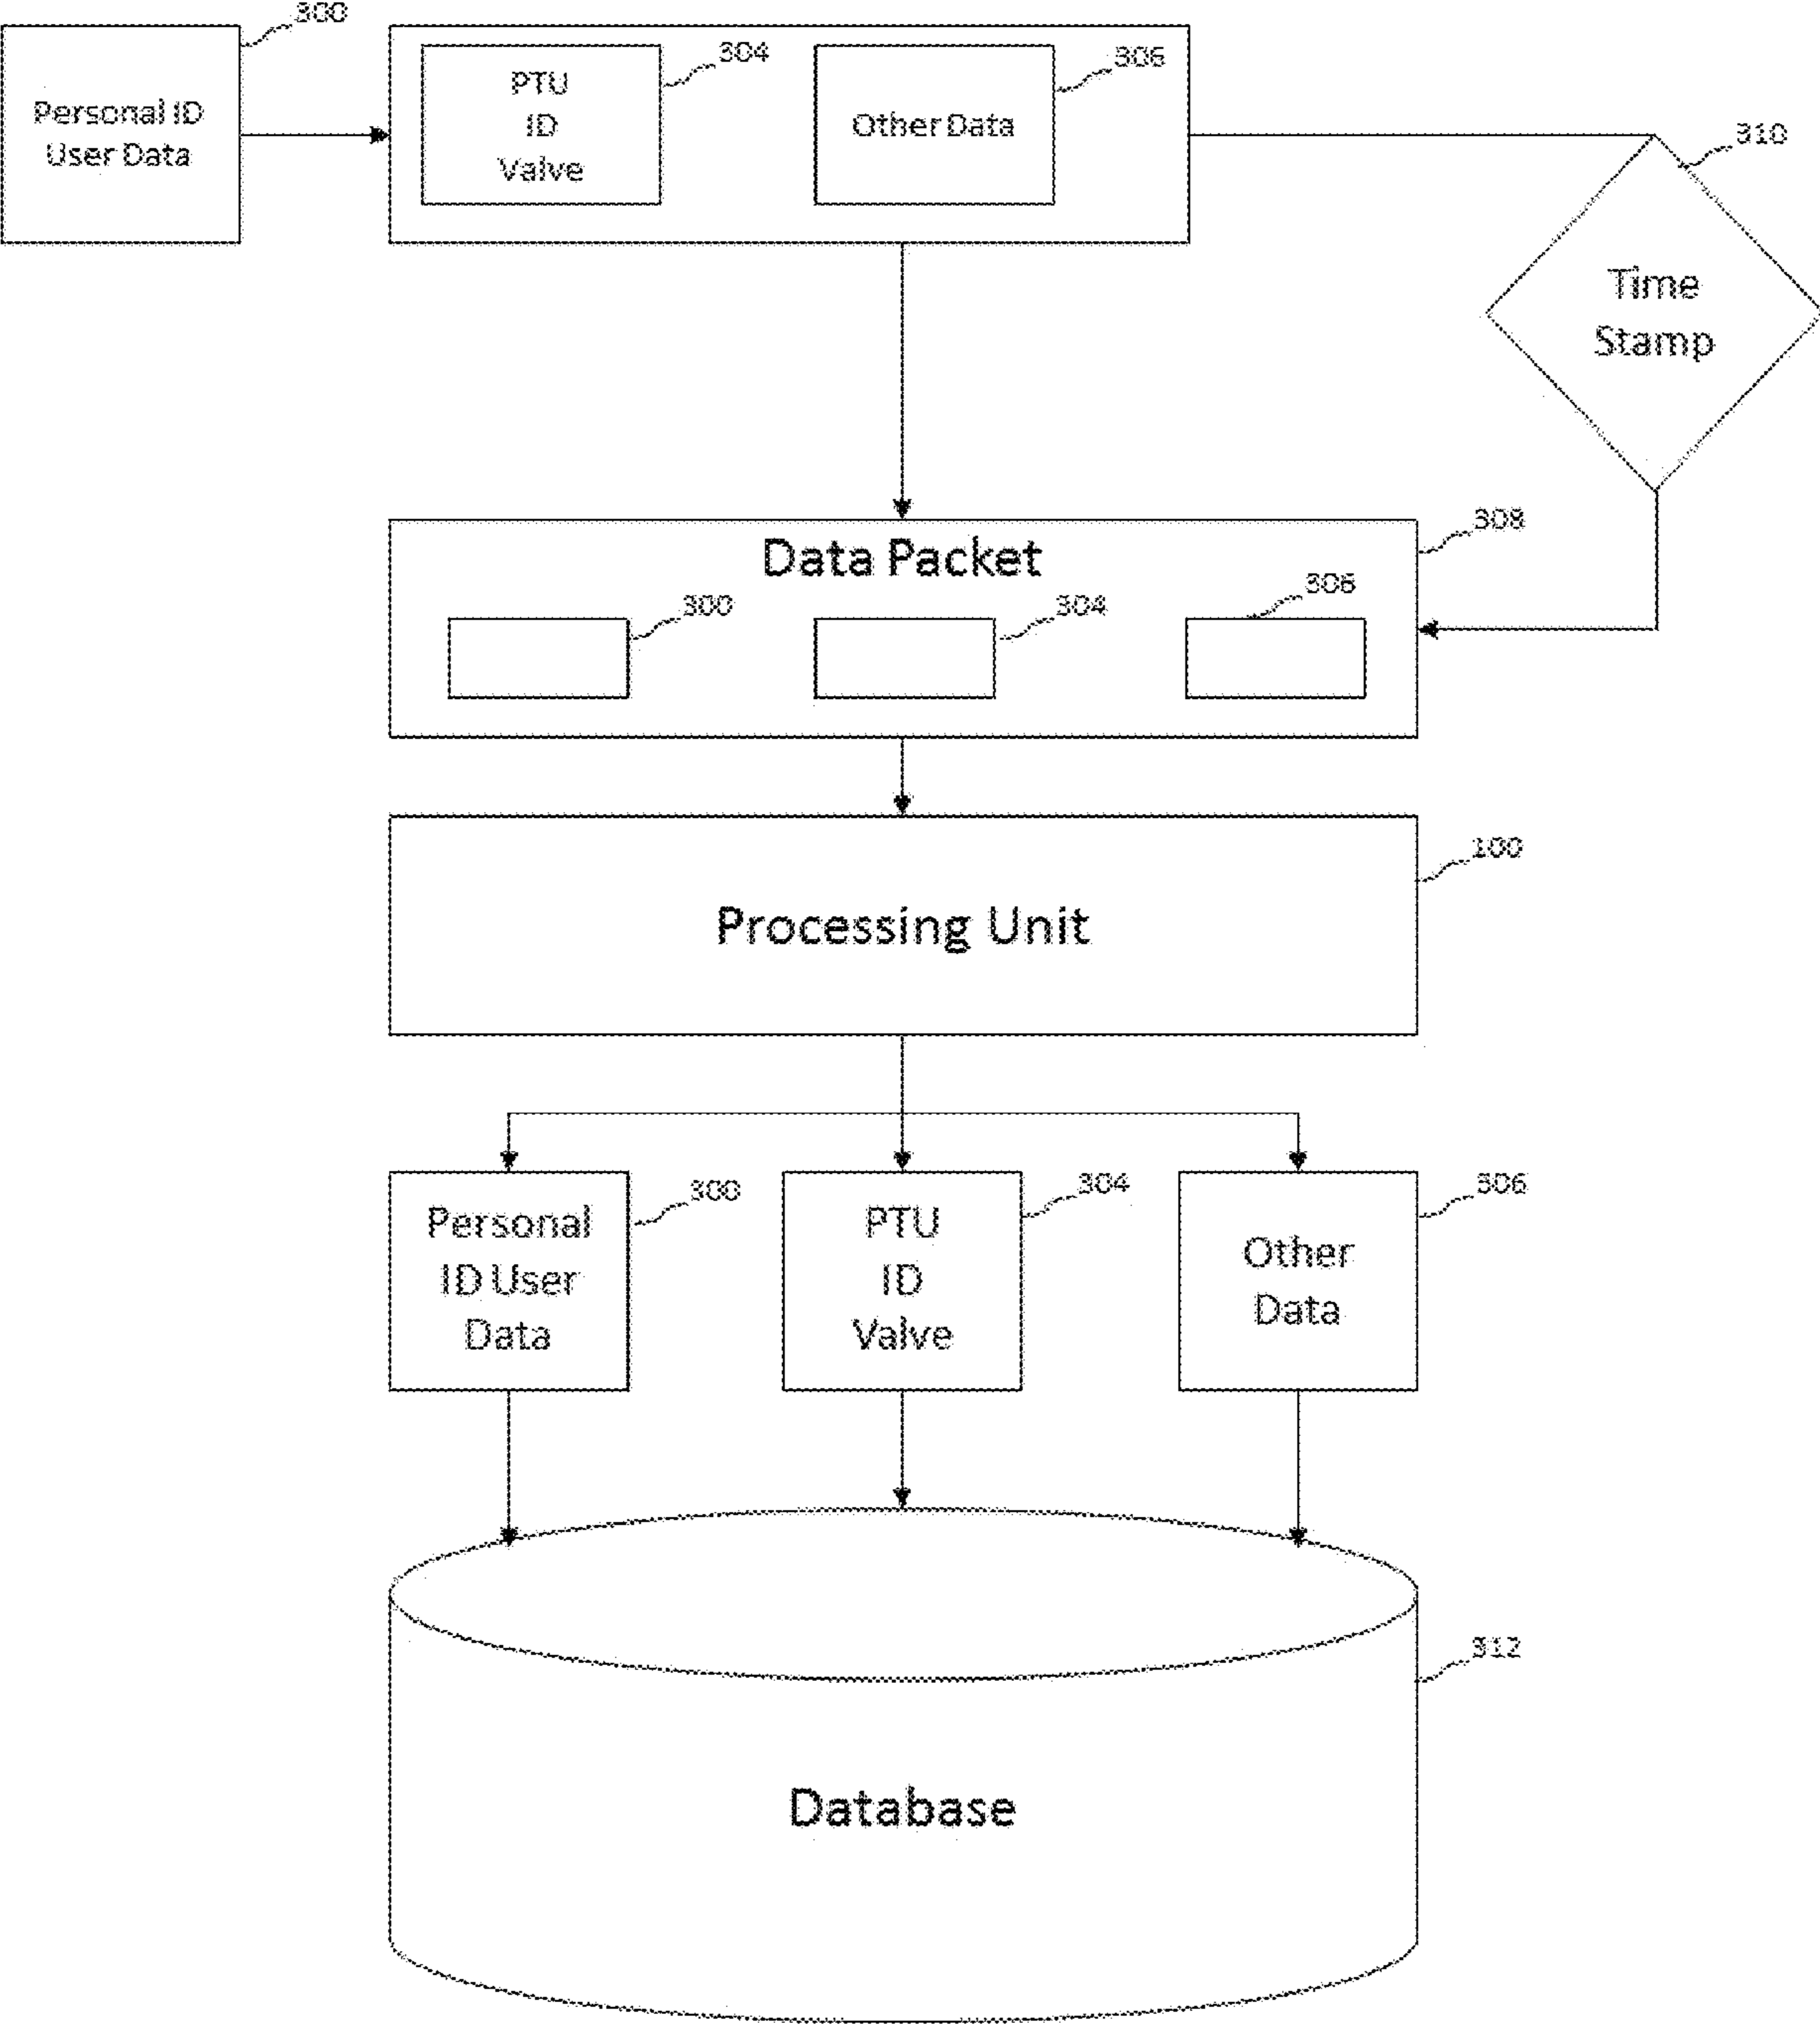 300
304
306
Personal ID
User Data
PTU
ID
Valve
Other Data
310
Time
Stamp
308
Data Packet
300
304
306
100
Processing Unit
300
304
306
Personal
ID User
Data
PTU
ID
Valve
Other
Data
312
Database